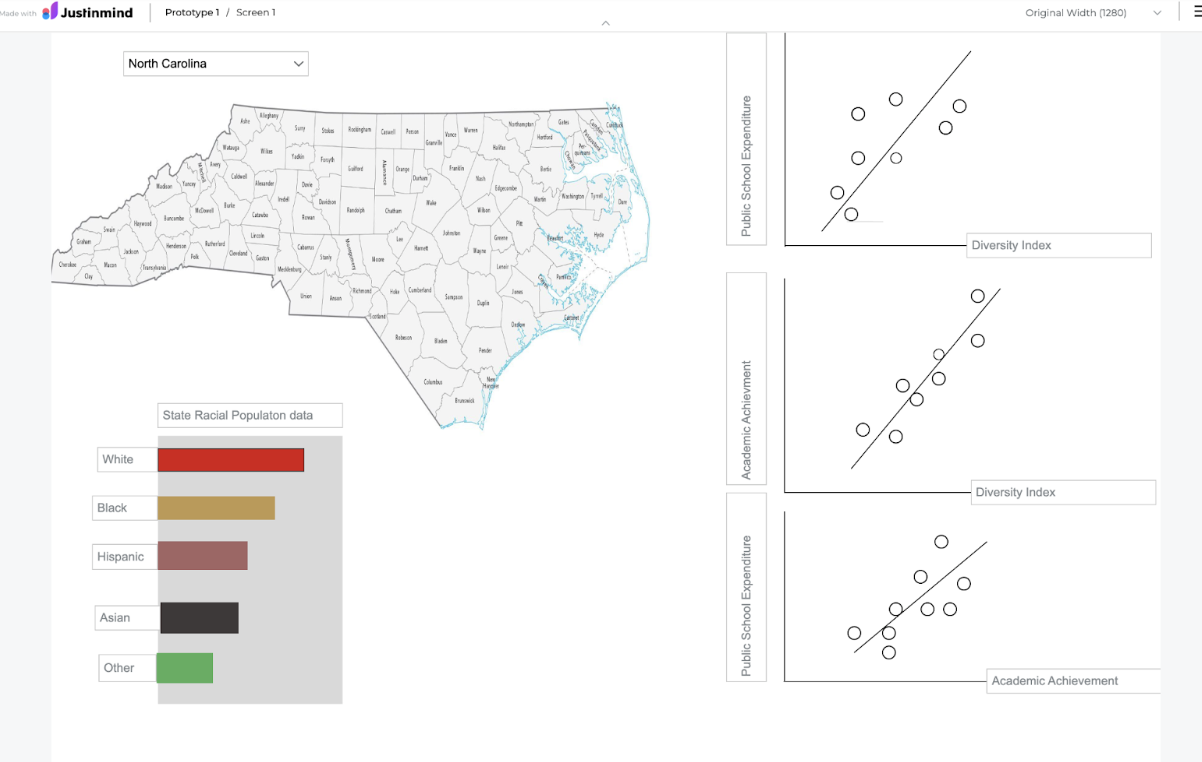 Made with Justinmind
Prototype 1 / Screen 1
Original Width (1280)
North Carolina
Ashe
Alleghany
Surry
Stokes
Rockingham
Caswell
Person
Granville
Vance
Warren
Northampton
Gates
Camden
Currituck
Pasquotank
Hertford
Halifax
Per-
quimans
Chowan
Bertie
Watauga
Wilkes
Yadkin
Forsyth
Guilford
Alamance
Orange
Durham
Franklin
Nash
Edgecombe
Martin
Washington
Tyrrell
Dare
Mitchell
Avery
Caldwell
Alexander
Davie
Iredell
Davidson
Randolph
Chatham
Wake
Wilson
Pitt
Beaufort
Hyde
Madison
Yancey
McDowell
Burke
Catawba
Rowan
Johnston
Greene
Haywood
Buncombe
Swain
Graham
Jackson
Henderson
Rutherford
Polk
Cleveland
Lincoln
Gaston
Cabarrus
Stanly
Montgomery
Moore
Lee
Harnett
Wayne
Lenoir
Craven
Pamlico
Cherokee
Clay
Macon
Transylvania
Mecklenburg
Union
Anson
Richmond
Hoke
Cumberland
Sampson
Duplin
Jones
Carteret
Scotland
Onslow
Robeson
Bladen
Pender
Columbus
New
Hanover
Brunswick
State Racial Populaton data
White
Black
Hispanic
Asian
Other
Public School Expenditure
Diversity Index
Academic Achievment
Diversity Index
Public School Expenditure
Academic Achievement